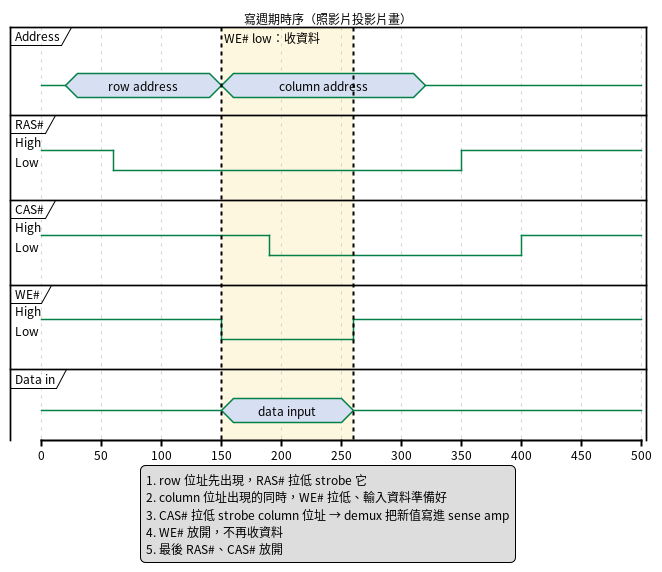 寫週期時序（照影片投影片畫）
Address
WE# low：收資料
row address
column address
RAS#
High
Low
CAS#
High
Low
WE#
High
Low
Data in
data input
0 50 100 150 200 250 300 350 400 450 500
1. row 位址先出現，RAS# 拉低 strobe 它
2. column 位址出現的同時，WE# 拉低、輸入資料準備好
3. CAS# 拉低 strobe column 位址 → demux 把新值寫進 sense amp
4. WE# 放開，不再收資料
5. 最後 RAS#、CAS# 放開